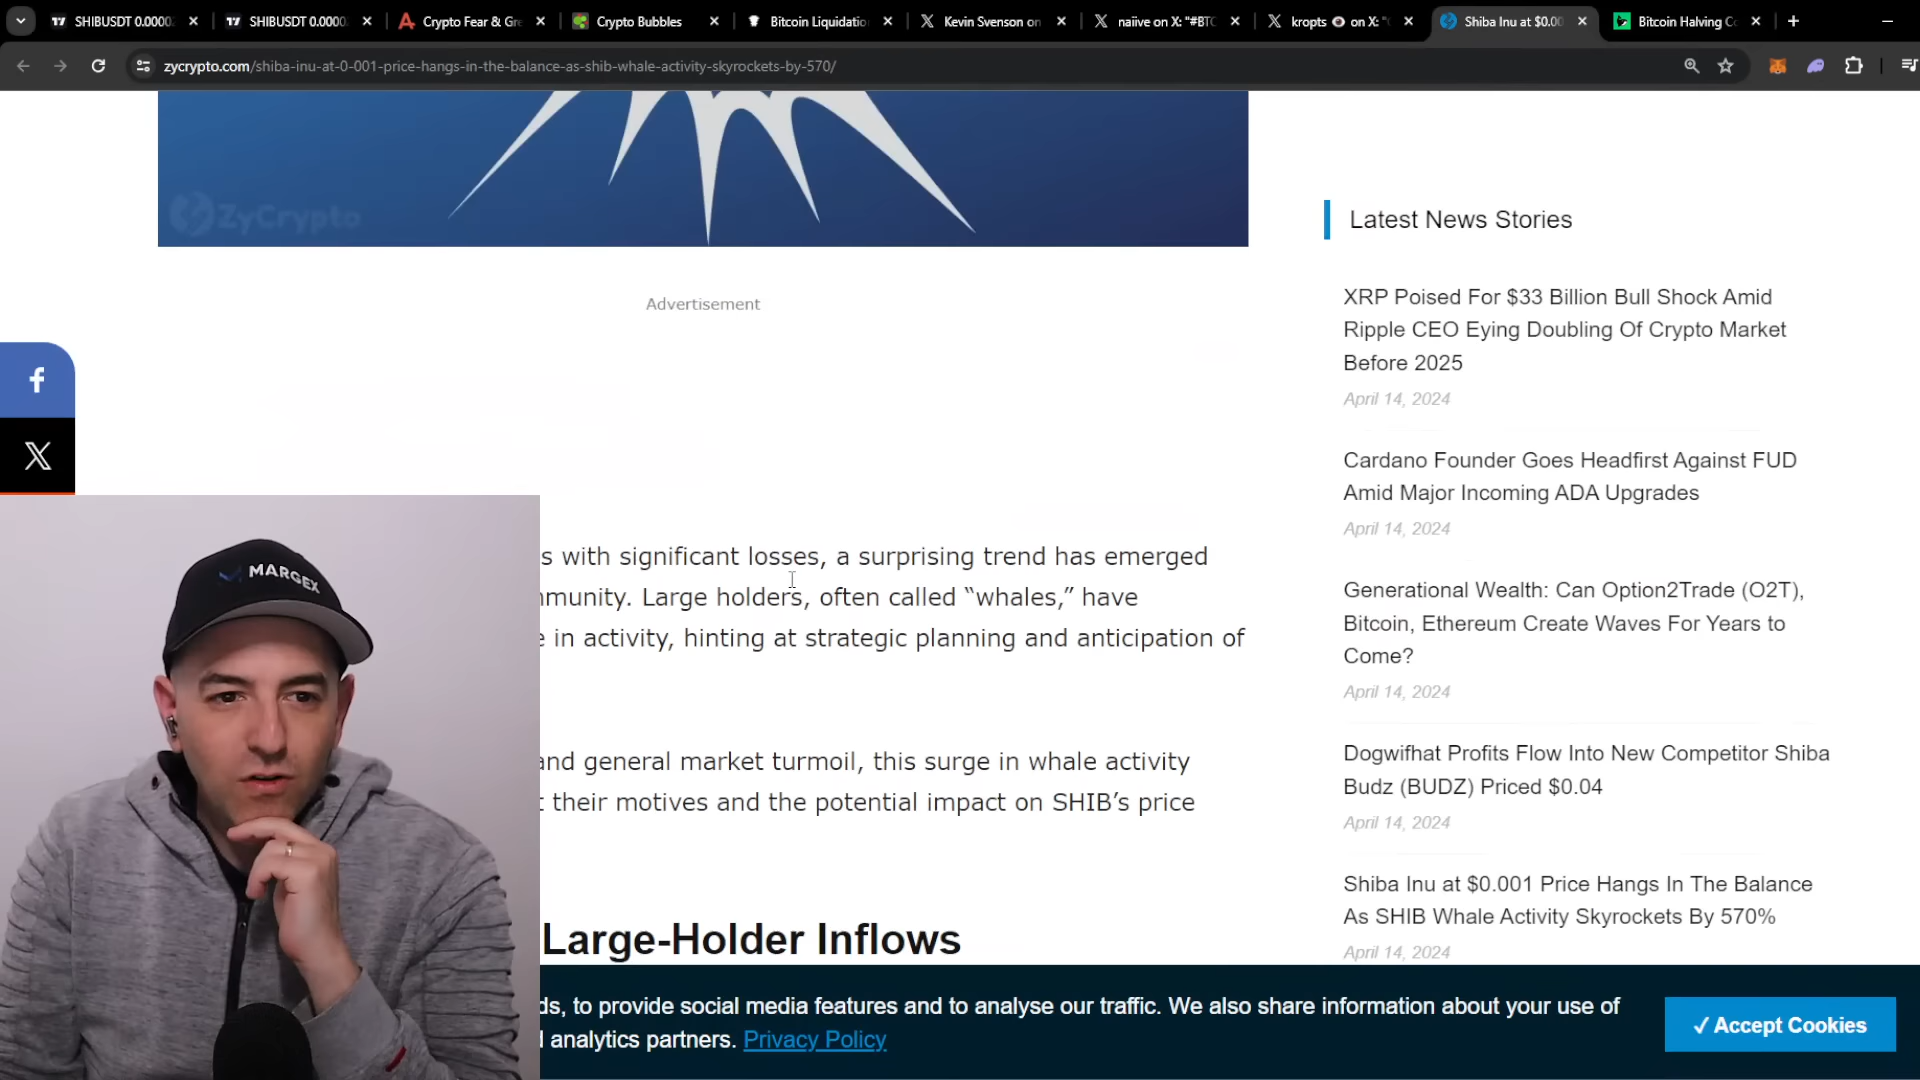 SHIBUSDT 0.0000
SHIBUSDT 0.0000
Crypto Fear & Gre
Crypto Bubbles
Bitcoin Liquidatio
Kevin Svenson on
naiive on X: "#BTC
kropts 👁 on X: "
Shiba Inu at $0.00
Bitcoin Halving C
zycrypto.com/shiba-inu-at-0-001-price-hangs-in-the-balance-as-shib-whale-activity-skyrockets-by-570/
ZyCrypto
Advertisement
s with significant losses, a surprising trend has emerged
mmunity. Large holders, often called “whales,” have
e in activity, hinting at strategic planning and anticipation of
and general market turmoil, this surge in whale activity
t their motives and the potential impact on SHIB’s price
Large-Holder Inflows
Latest News Stories
XRP Poised For $33 Billion Bull Shock Amid
Ripple CEO Eying Doubling Of Crypto Market
Before 2025
April 14, 2024
Cardano Founder Goes Headfirst Against FUD
Amid Major Incoming ADA Upgrades
April 14, 2024
Generational Wealth: Can Option2Trade (O2T),
Bitcoin, Ethereum Create Waves For Years to
Come?
April 14, 2024
Dogwifhat Profits Flow Into New Competitor Shiba
Budz (BUDZ) Priced $0.04
April 14, 2024
Shiba Inu at $0.001 Price Hangs In The Balance
As SHIB Whale Activity Skyrockets By 570%
April 14, 2024
MARGEX
ds, to provide social media features and to analyse our traffic. We also share information about your use of
d analytics partners. Privacy Policy
✓ Accept Cookies